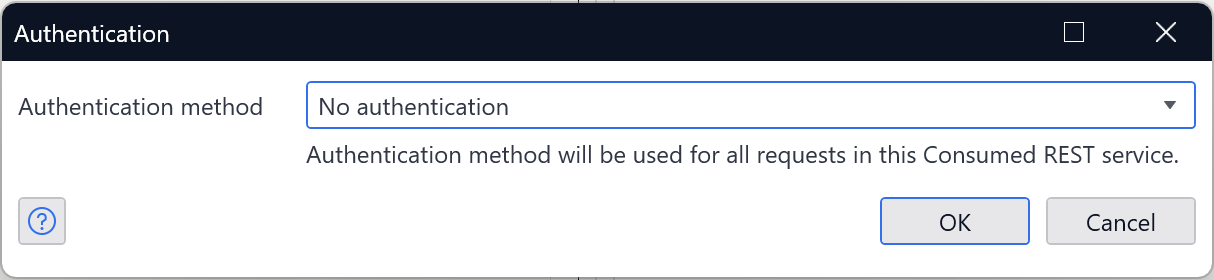 Authentication
Authentication method
No authentication
Authentication method will be used for all requests in this Consumed REST service.
?
OK
Cancel